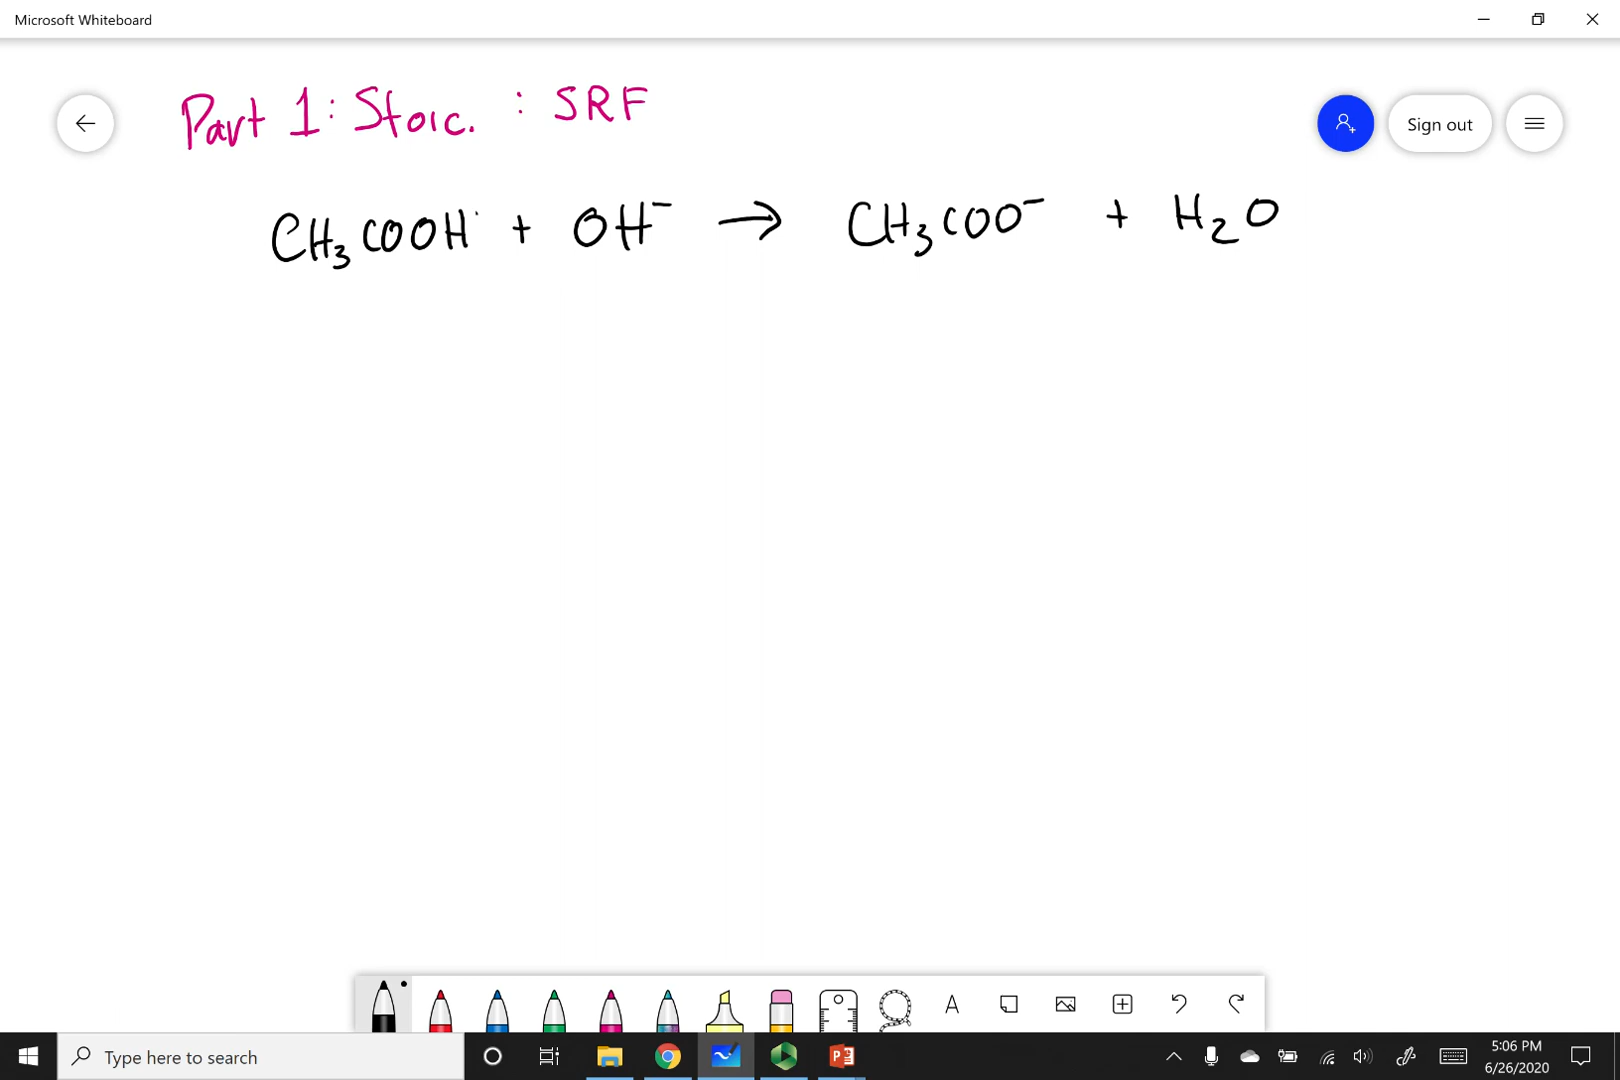 Microsoft Whiteboard
Part 1: Stoic. : SRF
Sign out
CH₃COOH + OH⁻ → CH₃COO⁻ + H₂O
Type here to search
5:06 PM
6/26/2020